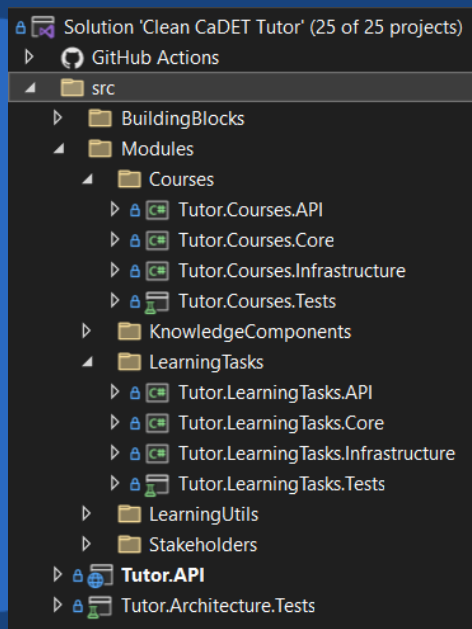 Solution 'Clean CaDET Tutor' (25 of 25 projects)
GitHub Actions
src
BuildingBlocks
Modules
Courses
C# Tutor.Courses.API
C# Tutor.Courses.Core
C# Tutor.Courses.Infrastructure
Tutor.Courses.Tests
KnowledgeComponents
LearningTasks
C# Tutor.LearningTasks.API
C# Tutor.LearningTasks.Core
C# Tutor.LearningTasks.Infrastructure
Tutor.LearningTasks.Tests
LearningUtils
Stakeholders
Tutor.API
Tutor.Architecture.Tests